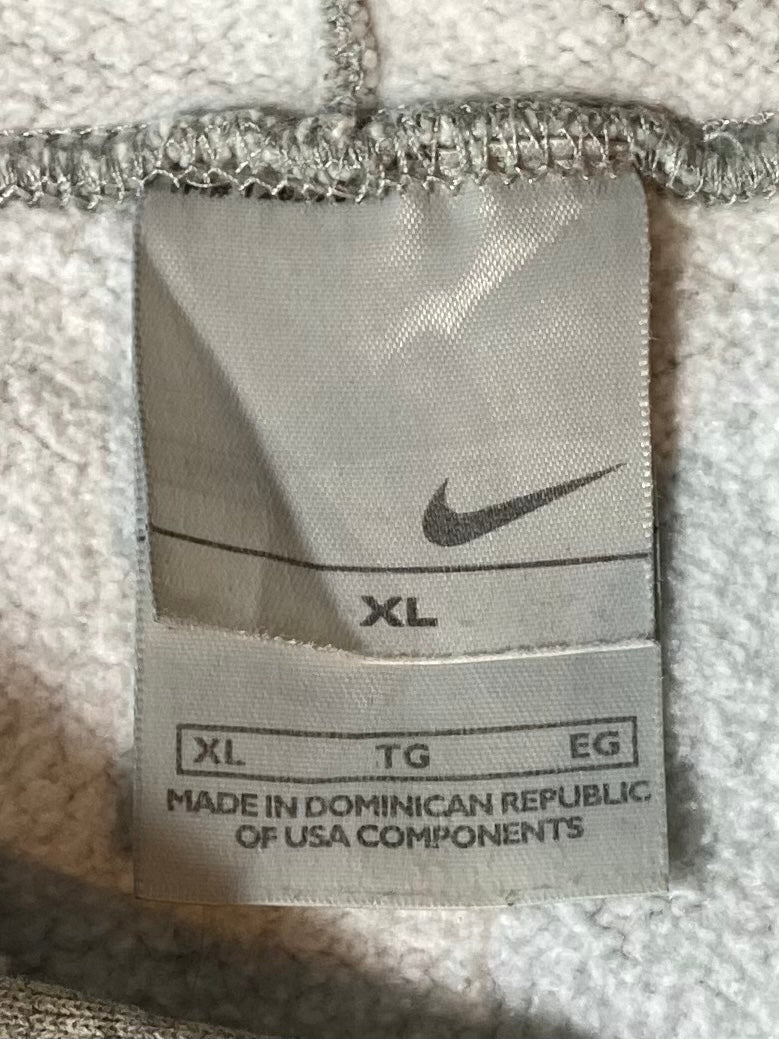 XL
XL TG EG
MADE IN DOMINICAN REPUBLIC
OF USA COMPONENTS